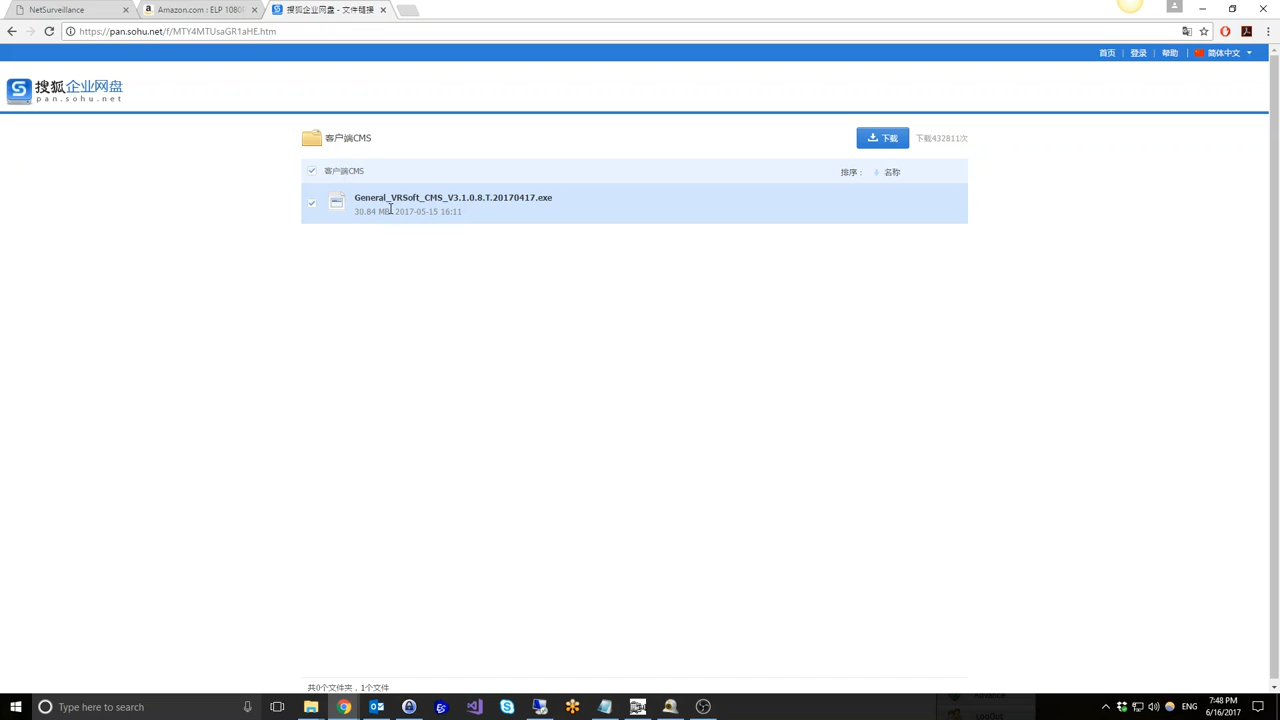 NetSurveillance
Amazon.com : ELP 1080P
搜狐企业网盘 - 文件链接
https://pan.sohu.net/f/MTY4MTUsaGR1aHE.htm
首页 | 登录 | 帮助 | 简体中文
搜狐企业网盘
pan.sohu.net
客户端CMS
下载 下载432811次
客户端CMS 排序： 名称
General_VRSoft_CMS_V3.1.0.8.T.20170417.exe
30.84 MB 2017-05-15 16:11
共0个文件夹，1个文件
Type here to search
ENG
7:48 PM
6/16/2017
LogOut